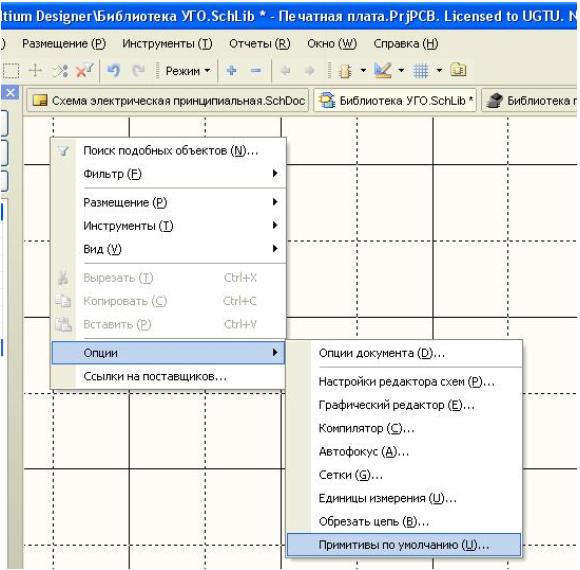 ltium Designer\Библиотека УГО.SchLib * - Печатная плата.PrjPCB. Licensed to UGTU. N
) Размещение (P) Инструменты (T) Отчеты (R) Окно (W) Справка (H)
Режим
Схема электрическая принципиальная.SchDoc Библиотека УГО.SchLib * Библиотека
Поиск подобных объектов (N)...
Фильтр (F)
Размещение (P)
Инструменты (T)
Вид (V)
Вырезать (T) Ctrl+X
Копировать (C) Ctrl+C
Вставить (P) Ctrl+V
Опции
Ссылки на поставщиков...
Опции документа (D)...
Настройки редактора схем (P)...
Графический редактор (E)...
Компилятор (C)...
Автофокус (A)...
Сетки (G)...
Единицы измерения (U)...
Обрезать цепь (B)...
Примитивы по умолчанию (U)...